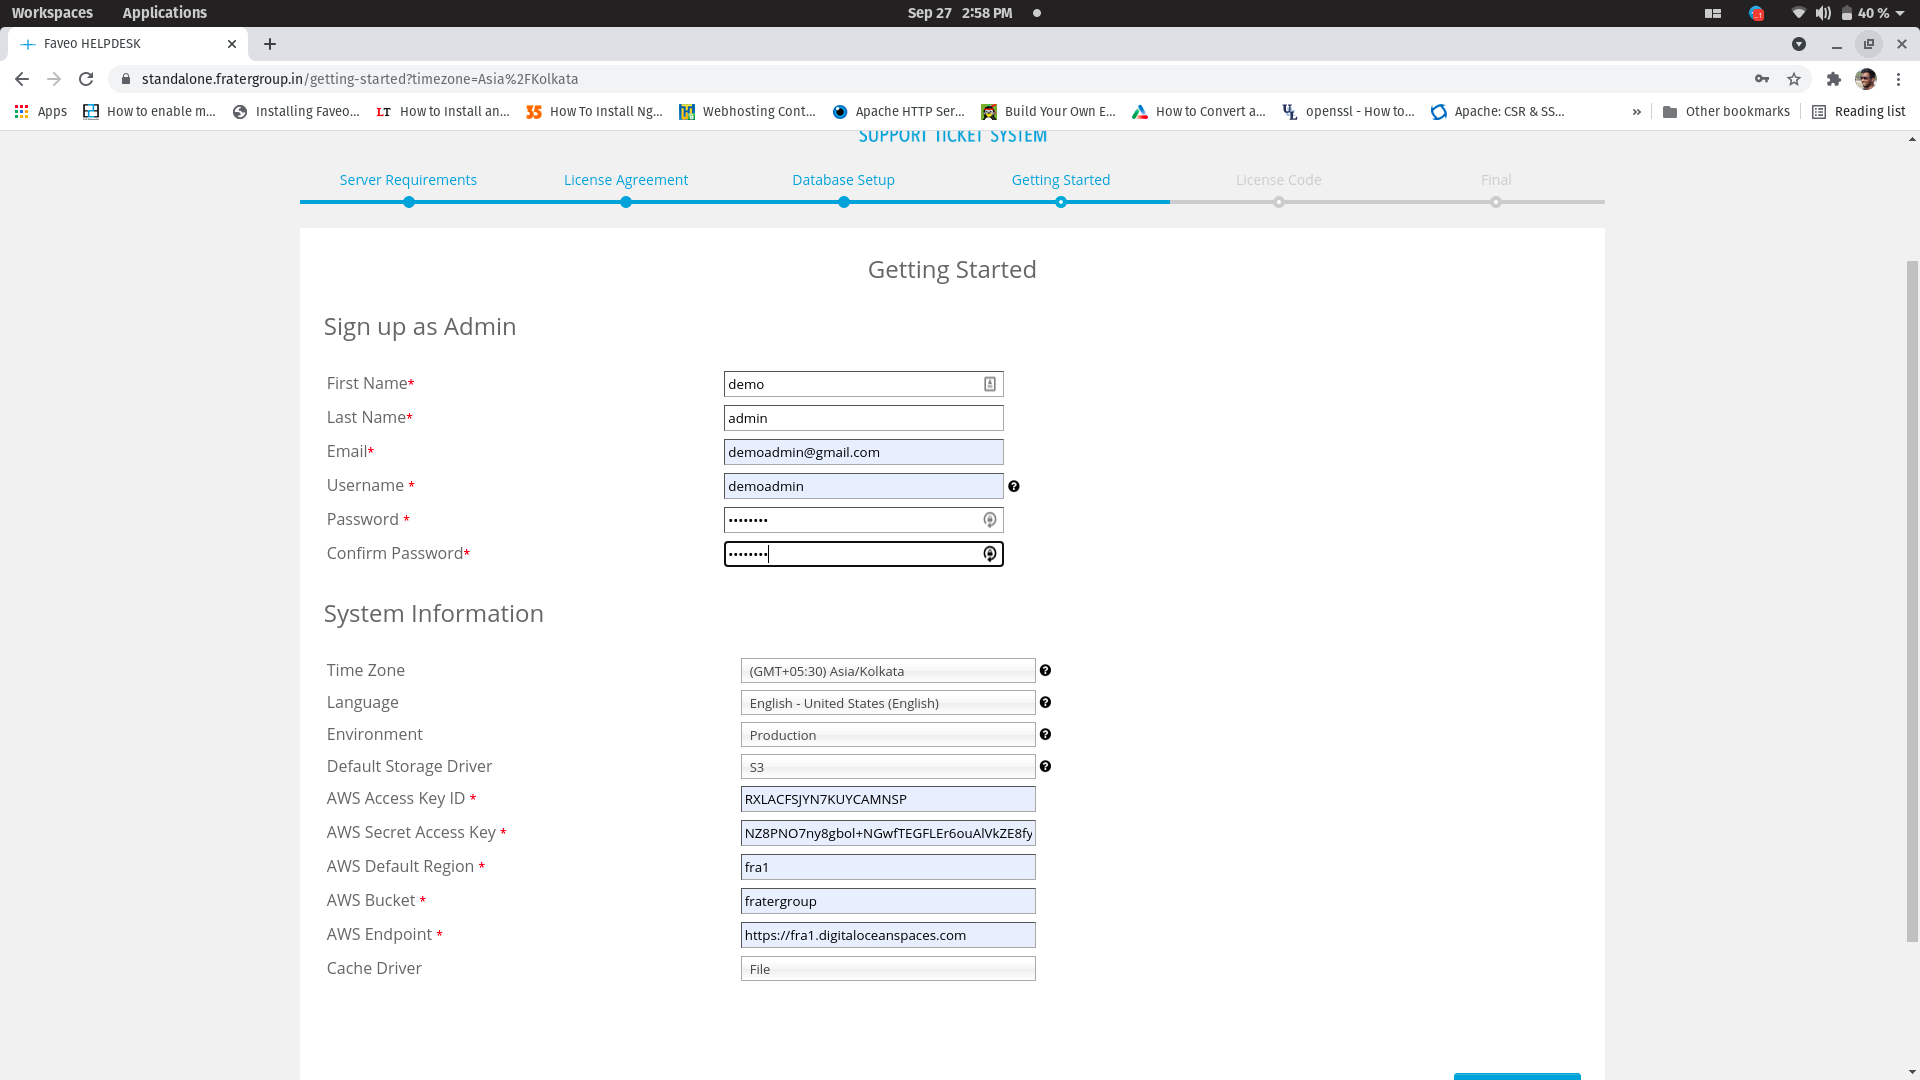 Workspaces Applications Sep 27 2:58 PM 40 %
Faveo HELPDESK
standalone.fratergroup.in/getting-started?timezone=Asia%2FKolkata
Apps How to enable m... Installing Faveo... LT How to Install an... 35 How To Install Ng... Webhosting Cont... Apache HTTP Ser... Build Your Own E... How to Convert a... UL openssl - How to... Apache: CSR & SS... » Other bookmarks Reading list
SUPPORT TICKET SYSTEM
Server Requirements License Agreement Database Setup Getting Started License Code Final
Getting Started
Sign up as Admin
First Name* demo
Last Name* admin
Email* demoadmin@gmail.com
Username * demoadmin
Password * ••••••••
Confirm Password* ••••••••
System Information
Time Zone (GMT+05:30) Asia/Kolkata
Language English - United States (English)
Environment Production
Default Storage Driver S3
AWS Access Key ID * RXLACFSJYN7KUYCAMNSP
AWS Secret Access Key * NZ8PNO7ny8gbol+NGwfTEGFLEr6ouAlVkZE8fy
AWS Default Region * fra1
AWS Bucket * fratergroup
AWS Endpoint * https://fra1.digitaloceanspaces.com
Cache Driver File